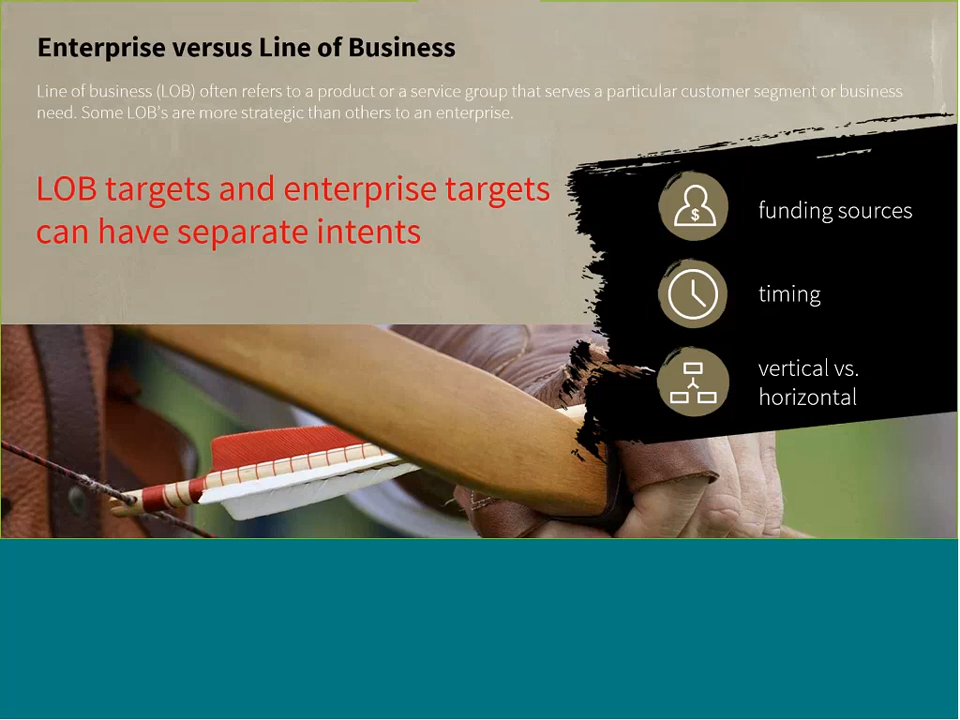 Enterprise versus Line of Business
Line of business (LOB) often refers to a product or a service group that serves a particular customer segment or business
need. Some LOB's are more strategic than others to an enterprise.
LOB targets and enterprise targets
can have separate intents
$
funding sources
timing
vertical vs.
horizontal